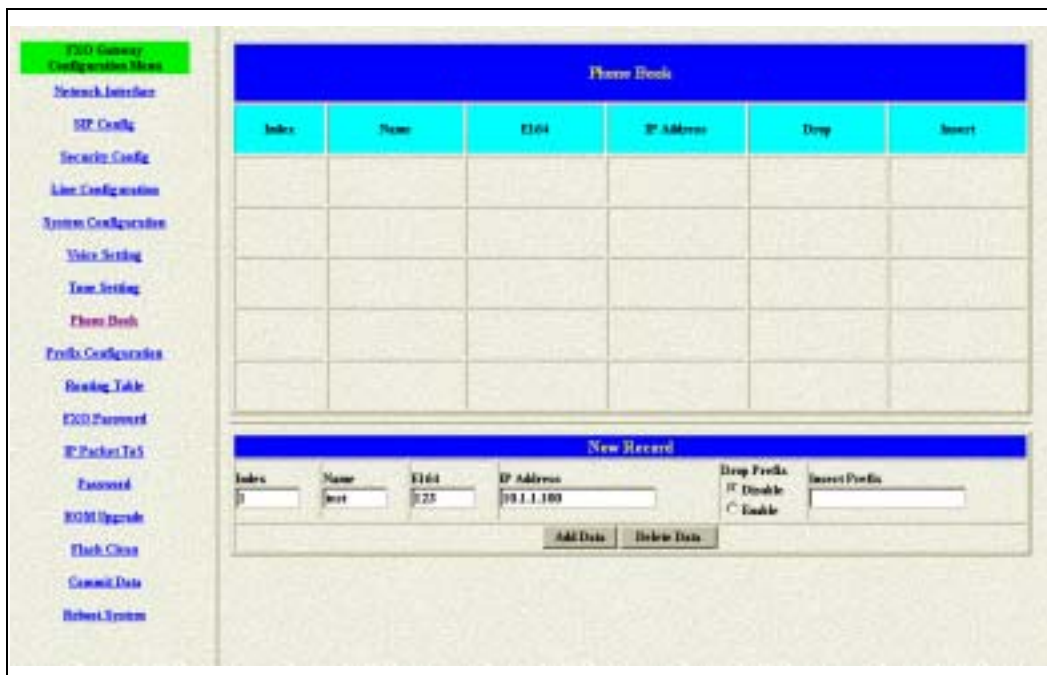 FXO Gateway
Configuration Menu
Network Interface
SIP Config
Security Config
Line Configuration
System Configuration
Voice Setting
Tone Setting
Phone Book
Prefix Configuration
Routing Table
FXO Password
IP Packet ToS
Password
ROM Upgrade
Flash Clean
Commit Data
Reboot System
Phone Book
Index Name E164 IP Address Drop Insert
New Record
Index Name E164 IP Address Drop Prefix Insert Prefix
1 test 123 10.1.1.100 Disable
Enable
Add Data Delete Data